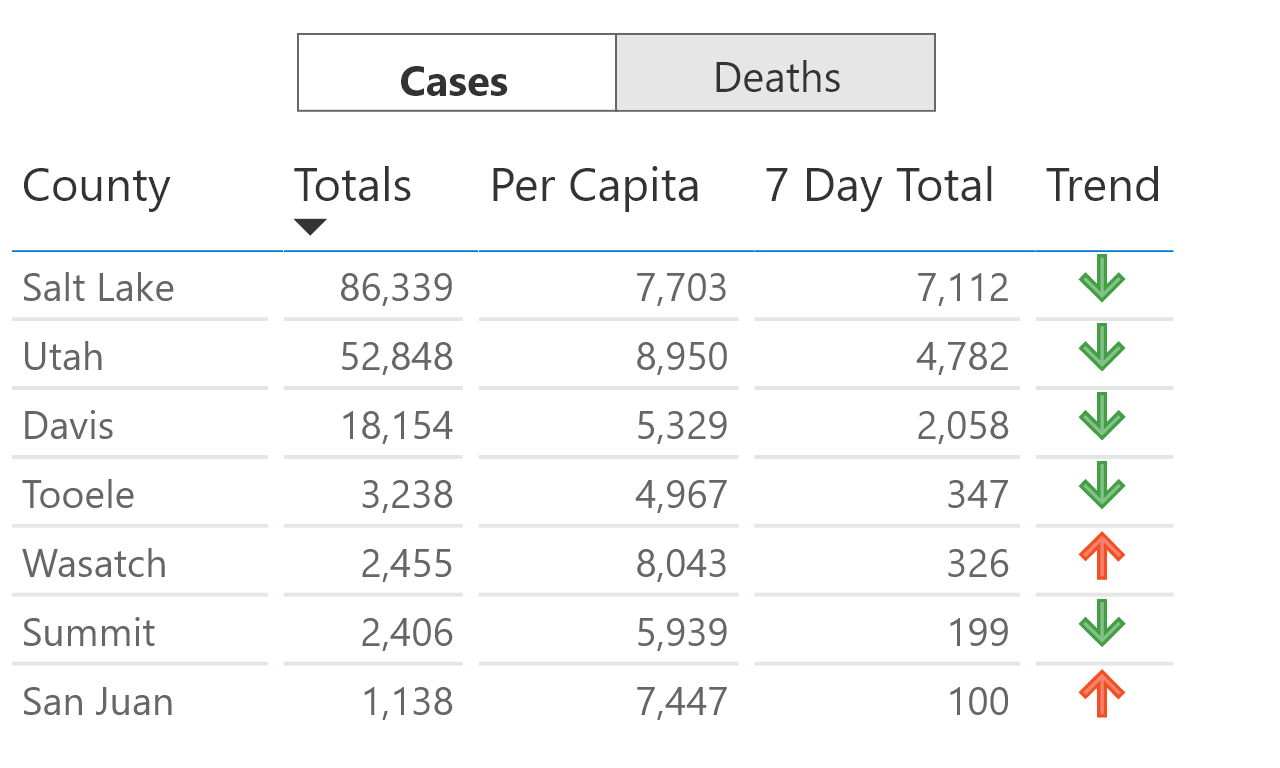 Cases Deaths
County Totals Per Capita 7 Day Total Trend
Salt Lake 86,339 7,703 7,112
Utah 52,848 8,950 4,782
Davis 18,154 5,329 2,058
Tooele 3,238 4,967 347
Wasatch 2,455 8,043 326
Summit 2,406 5,939 199
San Juan 1,138 7,447 100